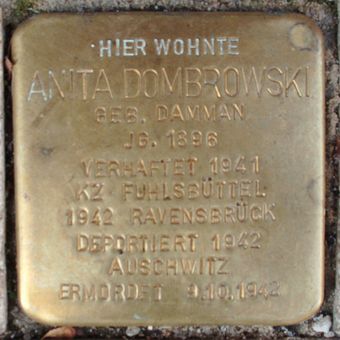 HIER WOHNTE
ANITA DOMBROWSKI
GEB. DAMMAN
JG. 1896
VERHAFTET 1941
KZ FUHLSBÜTTEL
1942 RAVENSBRÜCK
DEPORTIERT 1942
AUSCHWITZ
ERMORDET 9.10.1942